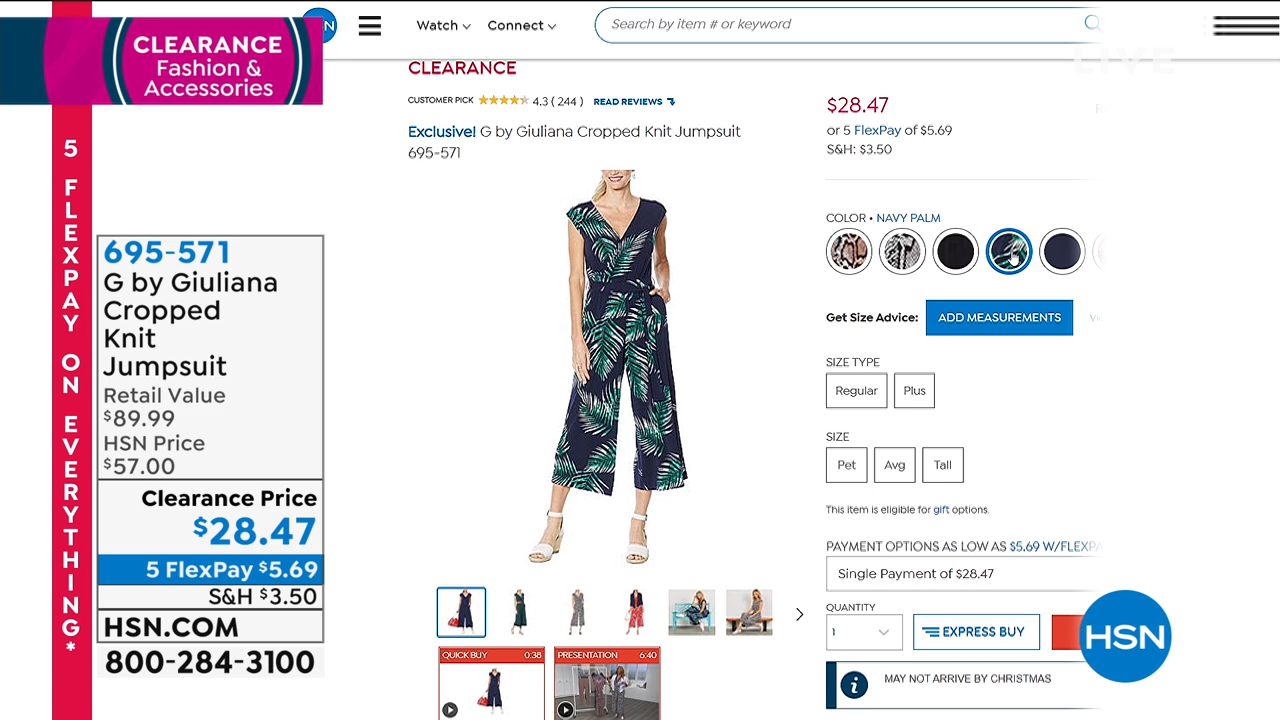 CLEARANCE
Fashion &
Accessories
N
Watch
Connect
Search by item # or keyword
LIVE
5 FLEXPAY ON EVERYTHING*
CLEARANCE
CUSTOMER PICK 4.3 ( 244 ) READ REVIEWS
Exclusive! G by Giuliana Cropped Knit Jumpsuit
695-571
$28.47
or 5 FlexPay of $5.69
S&H: $3.50
COLOR • NAVY PALM
Get Size Advice: ADD MEASUREMENTS
SIZE TYPE
Regular Plus
SIZE
Pet Avg Tall
This item is eligible for gift options.
PAYMENT OPTIONS AS LOW AS $5.69 W/FLEXPA
Single Payment of $28.47
QUANTITY
1
EXPRESS BUY
MAY NOT ARRIVE BY CHRISTMAS
QUICK BUY 0:38
PRESENTATION 6:40
695-571
G by Giuliana
Cropped
Knit
Jumpsuit
Retail Value
$89.99
HSN Price
$57.00
Clearance Price
$28.47
5 FlexPay $5.69
S&H $3.50
HSN.COM
800-284-3100
HSN